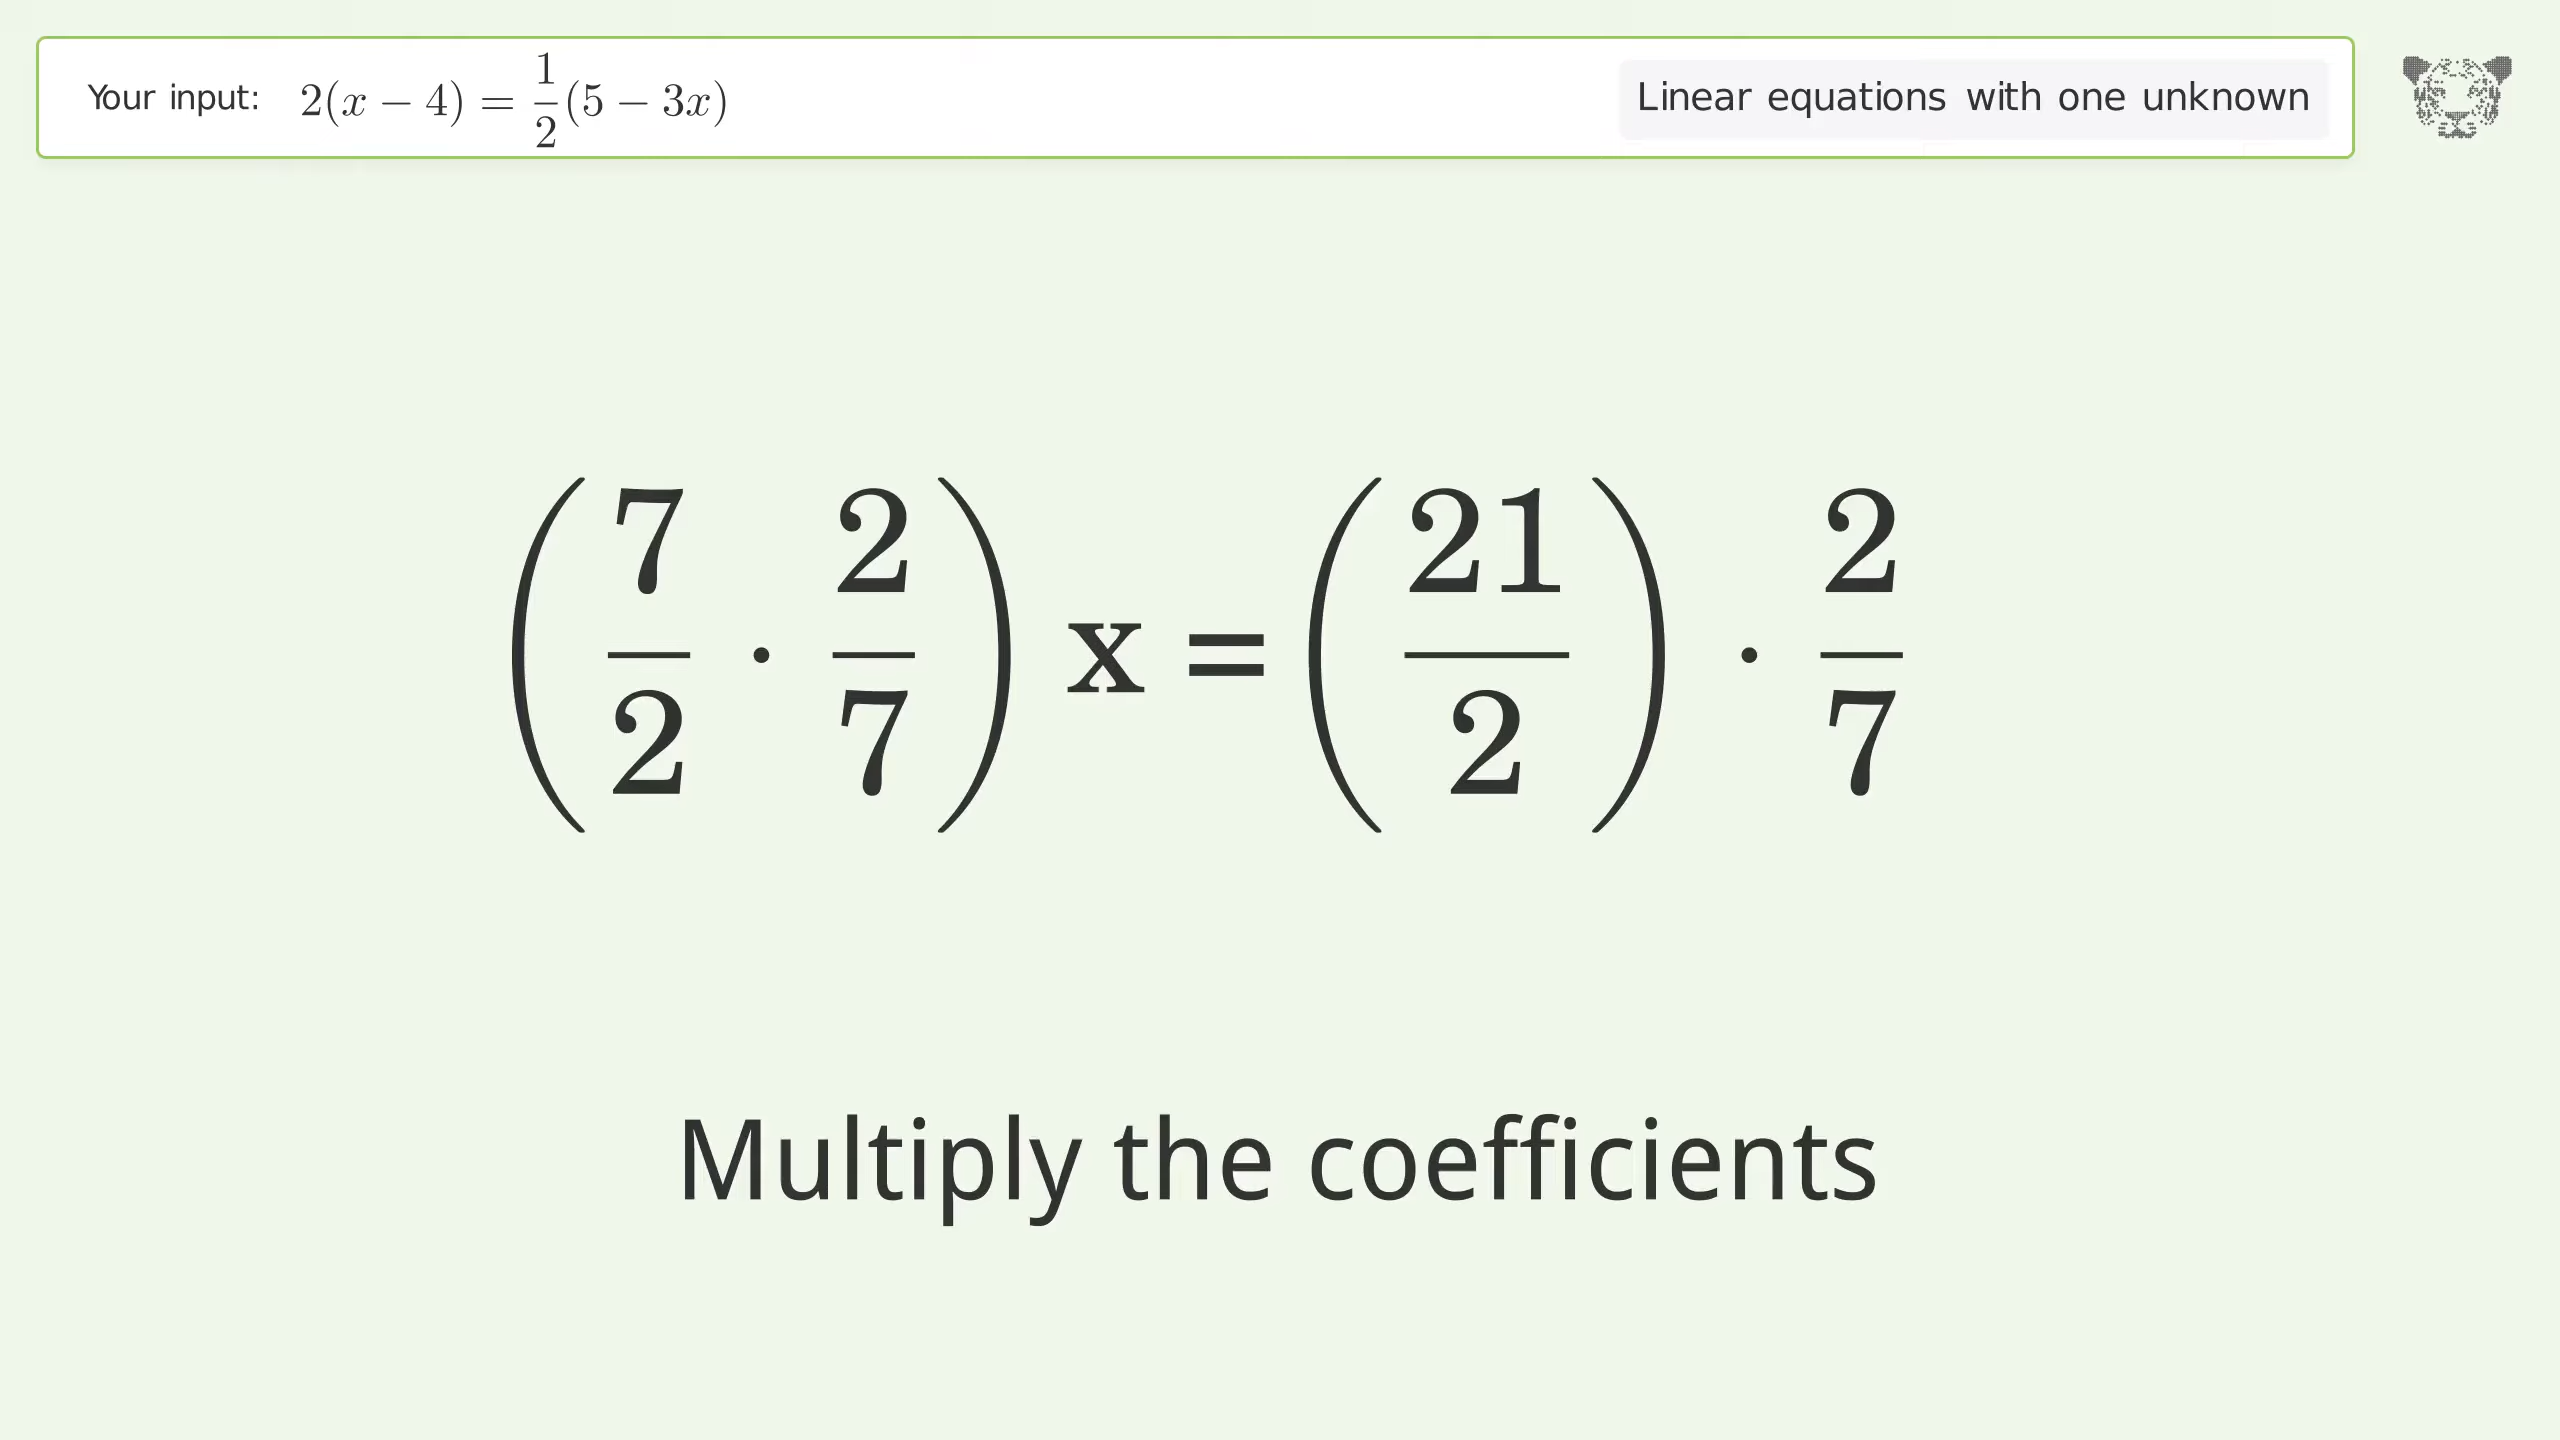 Your input: 2(x − 4) = 1/2(5 − 3x) Linear equations with one unknown
(7/2 · 2/7) x = (21/2) · 2/7
Multiply the coefficients